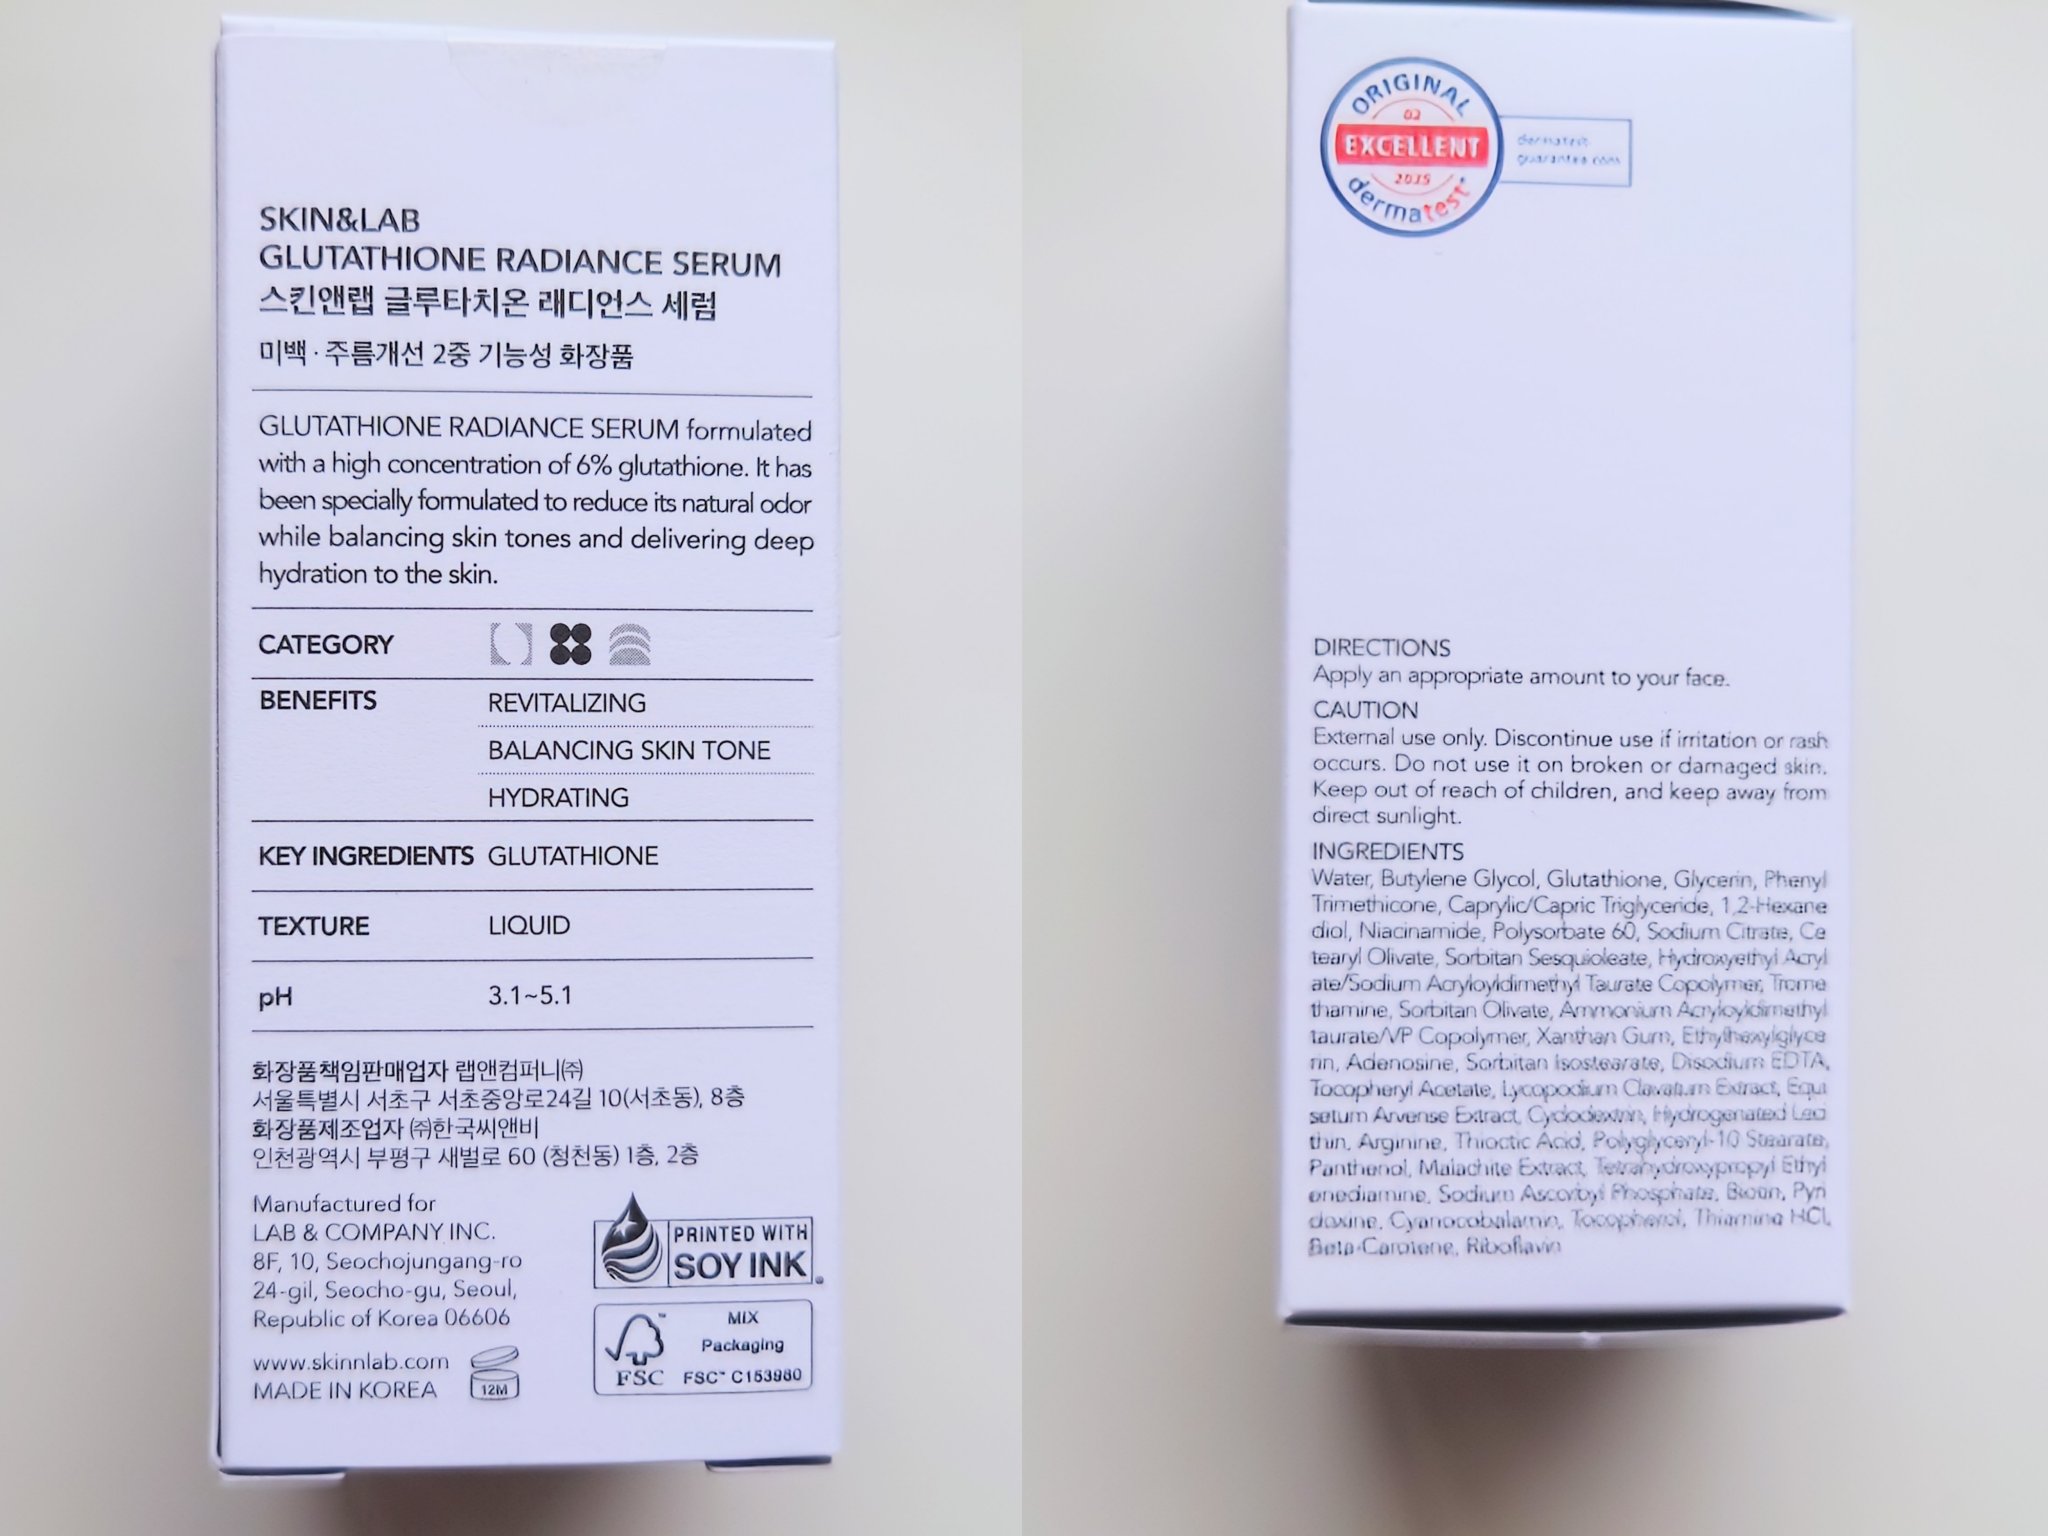 SKIN&LAB
GLUTATHIONE RADIANCE SERUM
스킨앤랩 글루타치온 래디언스 세럼
미백 · 주름개선 2중 기능성 화장품
GLUTATHIONE RADIANCE SERUM formulated
with a high concentration of 6% glutathione. It has
been specially formulated to reduce its natural odor
while balancing skin tones and delivering deep
hydration to the skin.
CATEGORY
BENEFITS REVITALIZING
BALANCING SKIN TONE
HYDRATING
KEY INGREDIENTS GLUTATHIONE
TEXTURE LIQUID
pH 3.1~5.1
화장품책임판매업자 랩앤컴퍼니㈜
서울특별시 서초구 서초중앙로24길 10(서초동), 8층
화장품제조업자 ㈜한국씨앤비
인천광역시 부평구 새벌로 60 (청천동) 1층, 2층
Manufactured for
LAB & COMPANY INC.
8F, 10, Seochojungang-ro
24-gil, Seocho-gu, Seoul,
Republic of Korea 06606
www.skinnlab.com
MADE IN KOREA
12M
PRINTED WITH
SOY INK
®
FSC™
MIX
Packaging
FSC™ C153980
ORIGINAL
02
EXCELLENT
2015
dermatest®
dermatest
guarantee.com
DIRECTIONS
Apply an appropriate amount to your face.
CAUTION
External use only. Discontinue use if irritation or rash
occurs. Do not use it on broken or damaged skin.
Keep out of reach of children, and keep away from
direct sunlight.
INGREDIENTS
Water, Butylene Glycol, Glutathione, Glycerin, Phenyl
Trimethicone, Caprylic/Capric Triglyceride, 1,2-Hexane
diol, Niacinamide, Polysorbate 60, Sodium Citrate, Ce
tearyl Olivate, Sorbitan Sesquioleate, Hydroxyethyl Acryl
ate/Sodium Acryloyldimethyl Taurate Copolymer, Trome
thamine, Sorbitan Olivate, Ammonium Acryloyldimethyl
taurate/VP Copolymer, Xanthan Gum, Ethylhexylglyce
rin, Adenosine, Sorbitan Isostearate, Disodium EDTA,
Tocopheryl Acetate, Lycopodium Clavatum Extract, Equi
setum Arvense Extract, Cyclodextrin, Hydrogenated Leci
thin, Arginine, Thioctic Acid, Polyglyceryl-10 Stearate,
Panthenol, Malachite Extract, Tetrahydroxypropyl Ethyl
enediamine, Sodium Ascorbyl Phosphate, Biotin, Pyri
doxine, Cyanocobalamin, Tocopherol, Thiamine HCl,
Beta-Carotene, Riboflavin